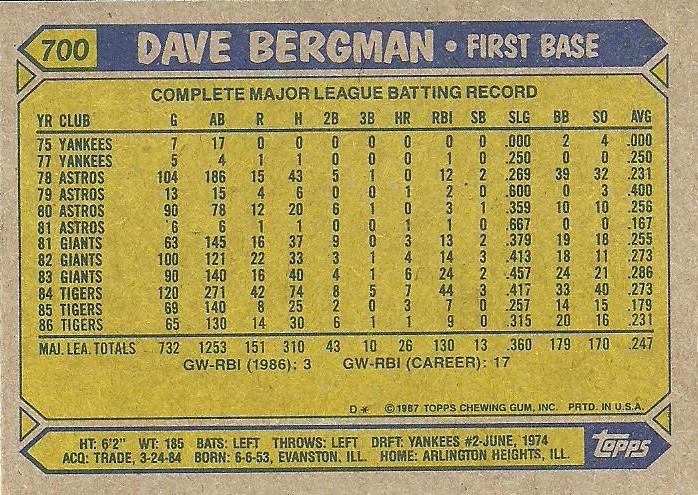 700 DAVE BERGMAN • FIRST BASE
COMPLETE MAJOR LEAGUE BATTING RECORD
YR CLUB G AB R H 2B 3B HR RBI SB SLG BB SO AVG
75 YANKEES 7 17 0 0 0 0 0 0 0 .000 2 4 .000
77 YANKEES 5 4 1 1 0 0 0 1 0 .250 0 0 .250
78 ASTROS 104 186 15 43 5 1 0 12 2 .269 39 32 .231
79 ASTROS 13 15 4 6 0 0 1 2 0 .600 0 3 .400
80 ASTROS 90 78 12 20 6 1 0 3 1 .359 10 10 .256
81 ASTROS 6 6 1 1 0 0 1 1 0 .667 0 0 .167
81 GIANTS 63 145 16 37 9 0 3 13 2 .379 19 18 .255
82 GIANTS 100 121 22 33 3 1 4 14 3 .413 18 11 .273
83 GIANTS 90 140 16 40 4 1 6 24 2 .457 24 21 .286
84 TIGERS 120 271 42 74 8 5 7 44 3 .417 33 40 .273
85 TIGERS 69 140 8 25 2 0 3 7 0 .257 14 15 .179
86 TIGERS 65 130 14 30 6 1 1 9 0 .315 20 16 .231
MAJ. LEA. TOTALS 732 1253 151 310 43 10 26 130 13 .360 179 170 .247
GW-RBI (1986): 3 GW-RBI (CAREER): 17
D* ©1987 TOPPS CHEWING GUM, INC. PRTD. IN U.S.A.
HT: 6'2" WT: 185 BATS: LEFT THROWS: LEFT DRFT: YANKEES #2-JUNE, 1974
ACQ: TRADE, 3-24-84 BORN: 6-6-53, EVANSTON, ILL. HOME: ARLINGTON HEIGHTS, ILL.
topps